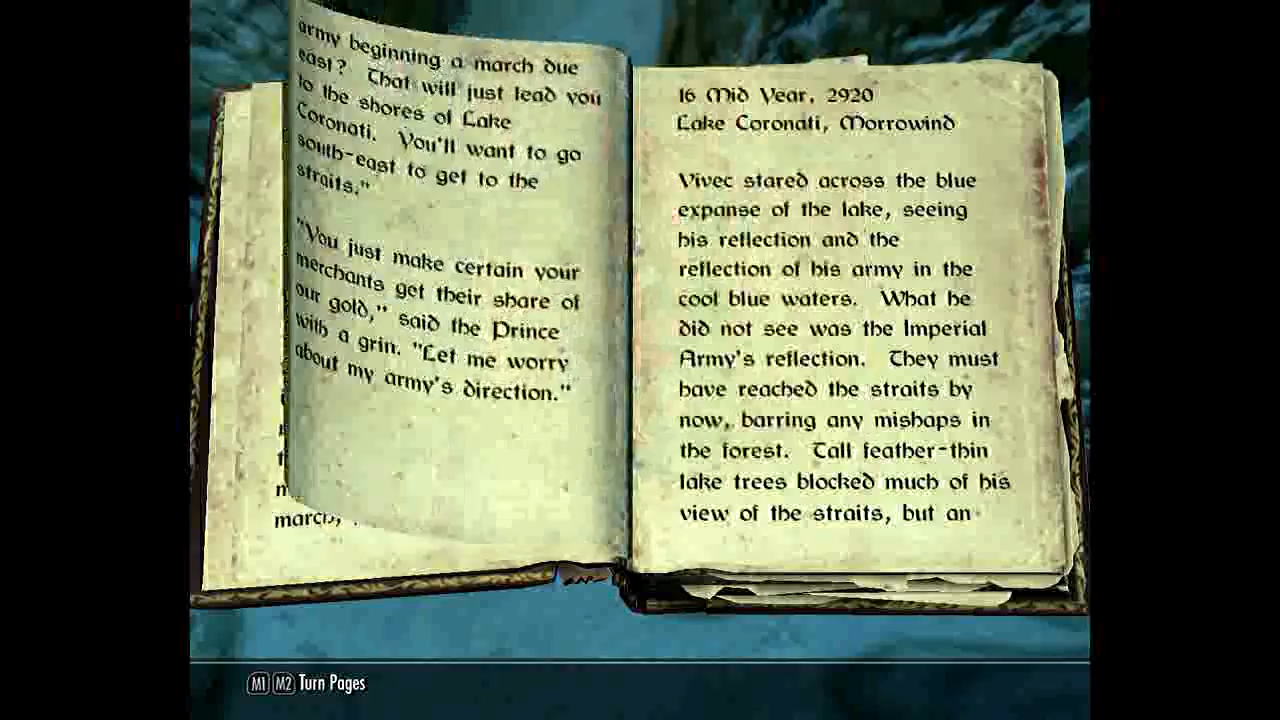 army beginning a march due
east?  That will just lead you
to the shores of Lake
Coronati.  You'll want to go
south-east to get to the
straits."
"You just make certain your
merchants get their share of
our gold," said the Prince
with a grin.  "Let me worry
about my army's direction."
march,
16 Mid Year, 2920
Lake Coronati, Morrowind
Vivec stared across the blue
expanse of the lake, seeing
his reflection and the
reflection of his army in the
cool blue waters.  What he
did not see was the Imperial
Army's reflection.  They must
have reached the straits by
now, barring any mishaps in
the forest.  Tall feather-thin
lake trees blocked much of his
view of the straits, but an
M1 M2 Turn Pages